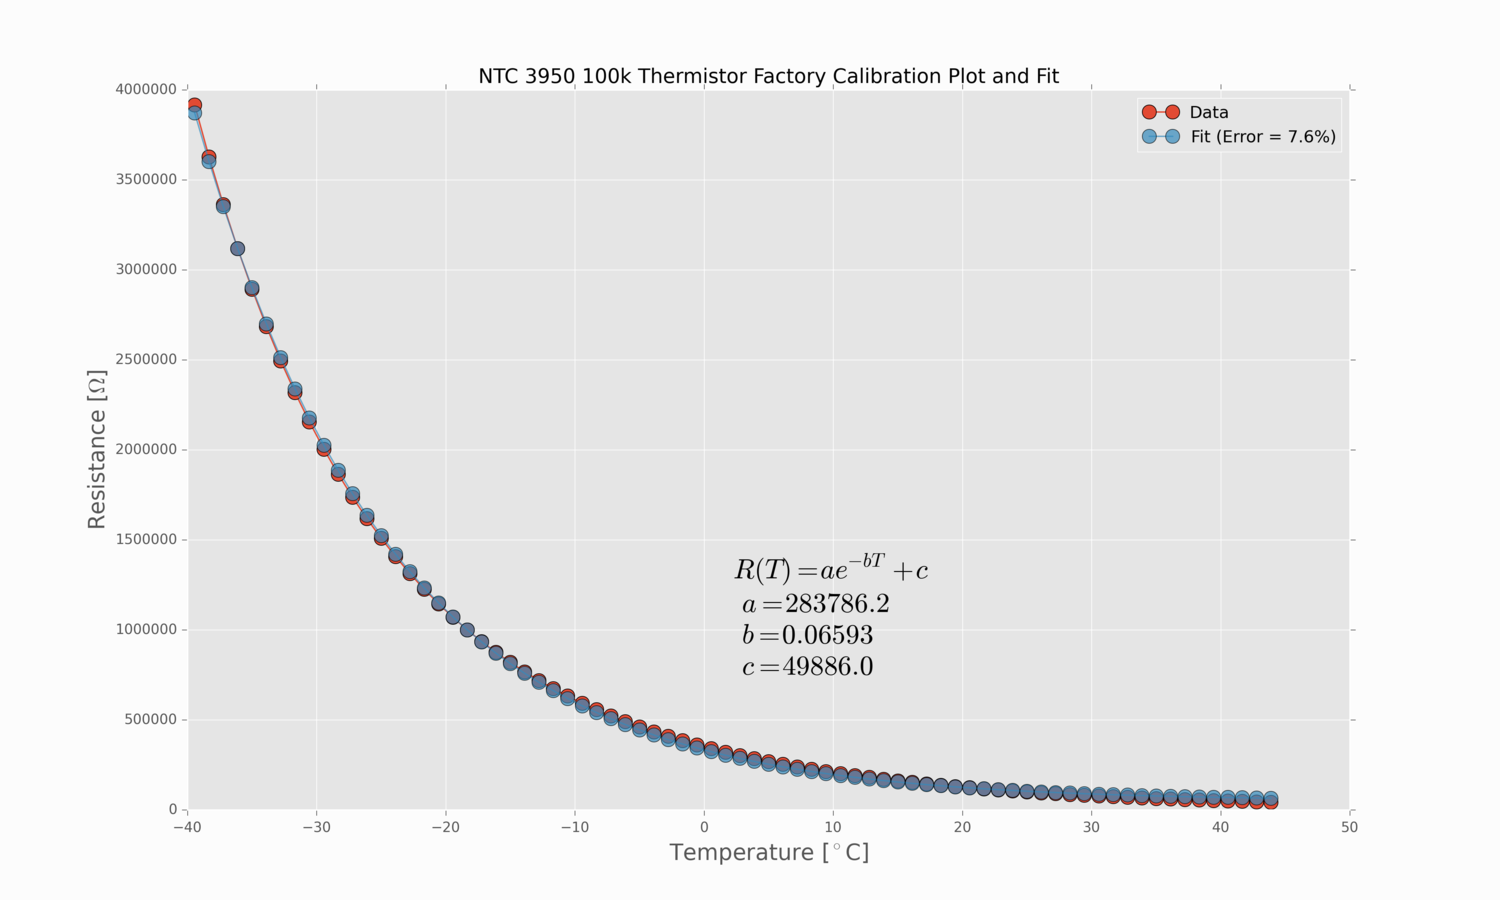 NTC 3950 100k Thermistor Factory Calibration Plot and Fit
Data
Fit (Error = 7.6%)
4000000
3500000
3000000
2500000
2000000
1500000
1000000
500000
0
Resistance [Ω]
R(T)=ae^{−bT}+c
a=283786.2
b=0.06593
c=49886.0
−40 −30 −20 −10 0 10 20 30 40 50
Temperature [°C]